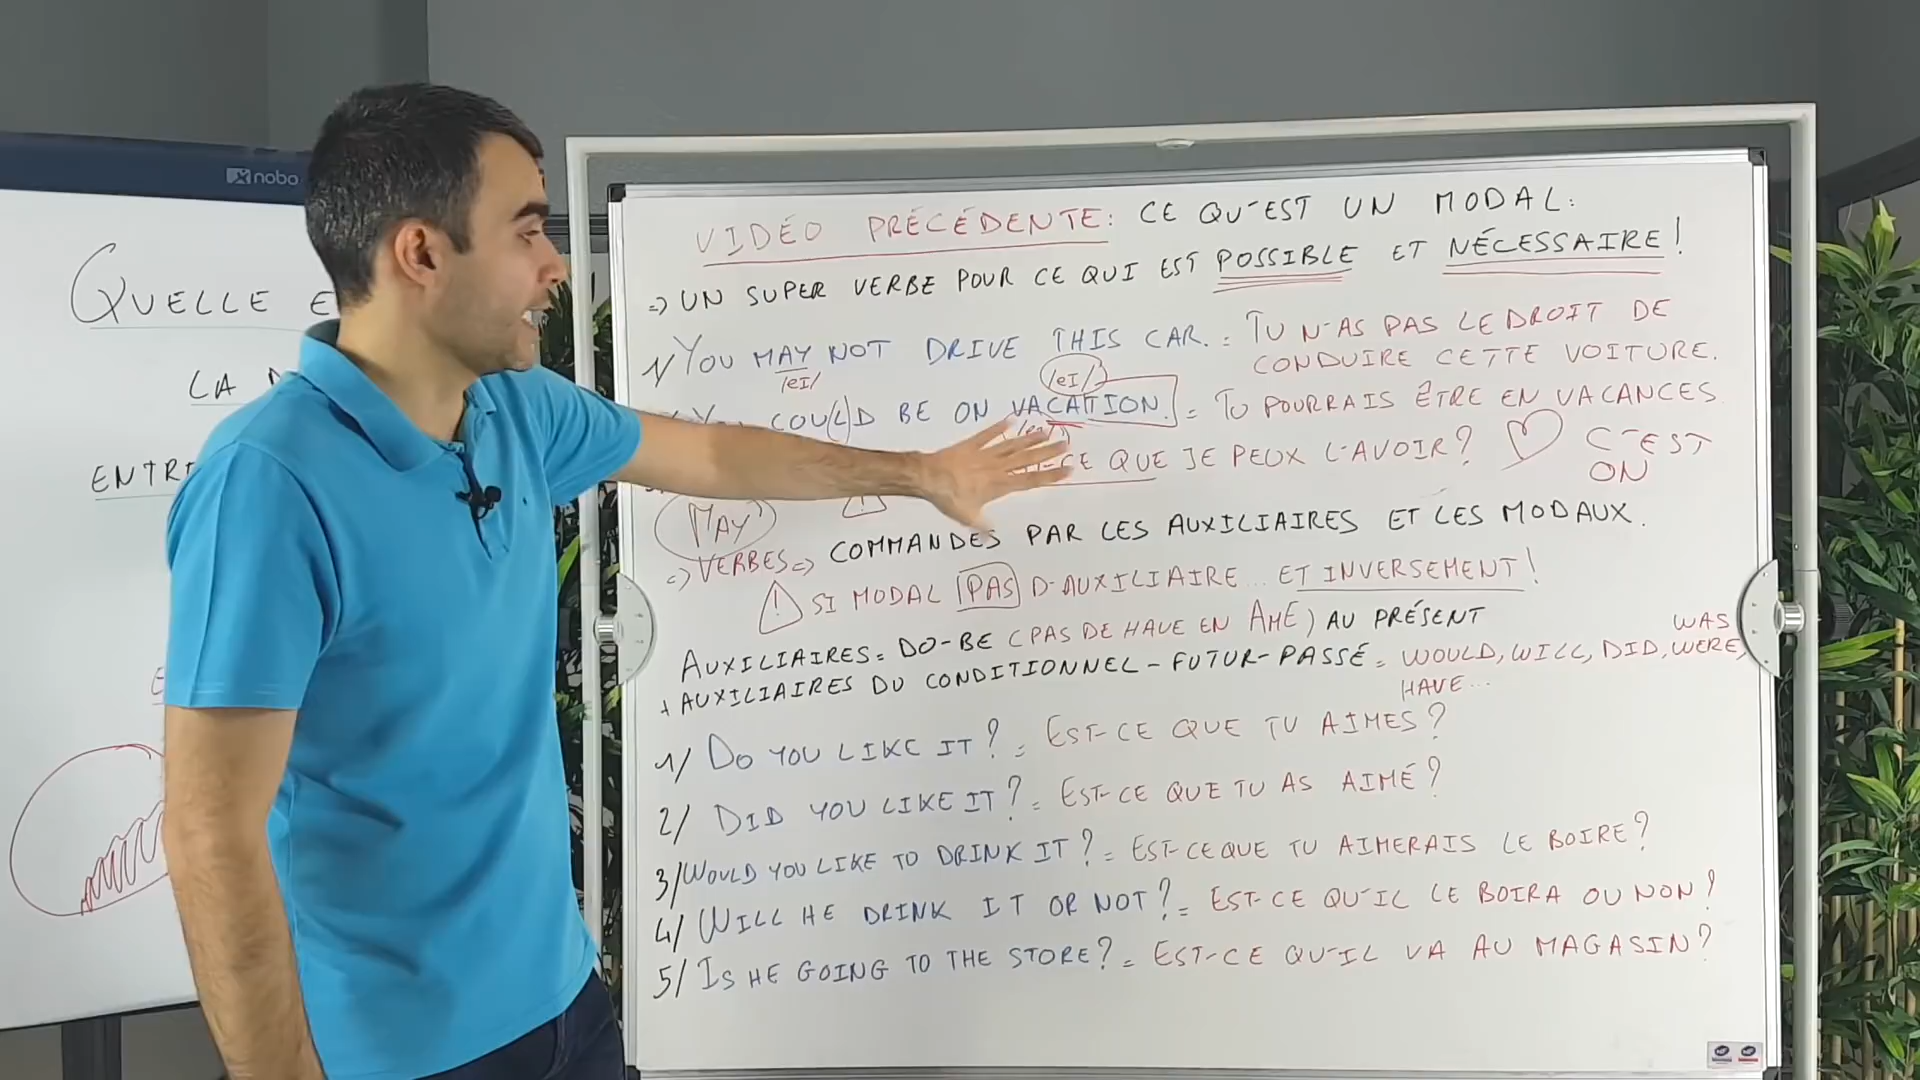 nobo
QUELLE E
LA
ENTRE
E
VIDÉO PRÉCÉDENTE: CE QU'EST UN MODAL:
=> UN SUPER VERBE POUR CE QUI EST POSSIBLE ET NÉCESSAIRE!
1/ YOU MAY NOT DRIVE THIS CAR. = TU N'AS PAS LE DROIT DE
/eI/
CONDUIRE CETTE VOITURE.
/eI/
COU(L)D BE ON VACATION. = TU POURRAIS ÊTRE EN VACANCES
-CE QUE JE PEUX L'AVOIR? C'EST
ON
MAY
=> VERBES => COMMANDÉS PAR LES AUXILIAIRES ET LES MODAUX.
! SI MODAL PAS D'AUXILIAIRE... ET INVERSEMENT!
AUXILIAIRES = DO-BE (PAS DE HAVE EN AME) AU PRÉSENT
WAS
+ AUXILIAIRES DU CONDITIONNEL - FUTUR - PASSÉ = WOULD, WILL, DID, WERE,
HAVE...
1/ DO YOU LIKE IT? = EST-CE QUE TU AIMES?
2/ DID YOU LIKE IT? = EST-CE QUE TU AS AIMÉ?
3/ WOULD YOU LIKE TO DRINK IT? = EST-CE QUE TU AIMERAIS LE BOIRE?
4/ WILL HE DRINK IT OR NOT? = EST-CE QU'IL LE BOIRA OU NON?
5/ IS HE GOING TO THE STORE? = EST-CE QU'IL VA AU MAGASIN?